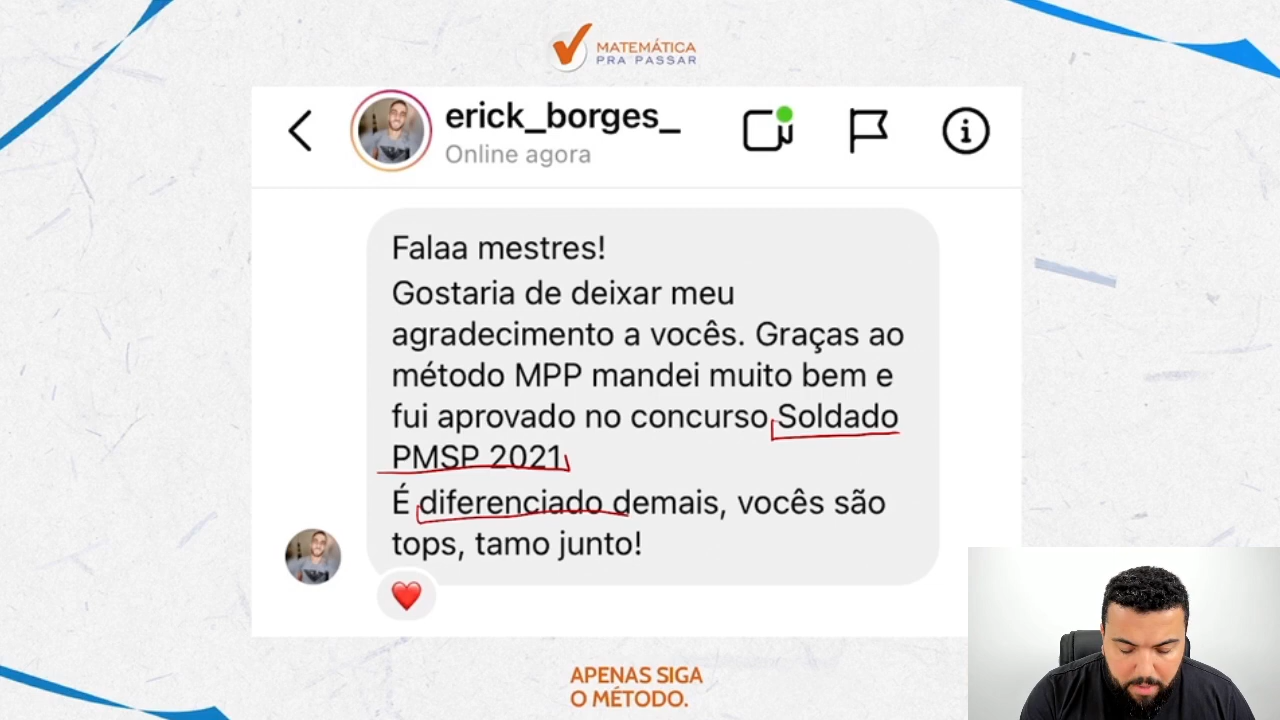 MATEMÁTICA
PRA PASSAR
erick_borges_
Online agora
Falaa mestres!
Gostaria de deixar meu
agradecimento a vocês. Graças ao
método MPP mandei muito bem e
fui aprovado no concurso Soldado
PMSP 2021
É diferenciado demais, vocês são
tops, tamo junto!
APENAS SIGA
O MÉTODO.